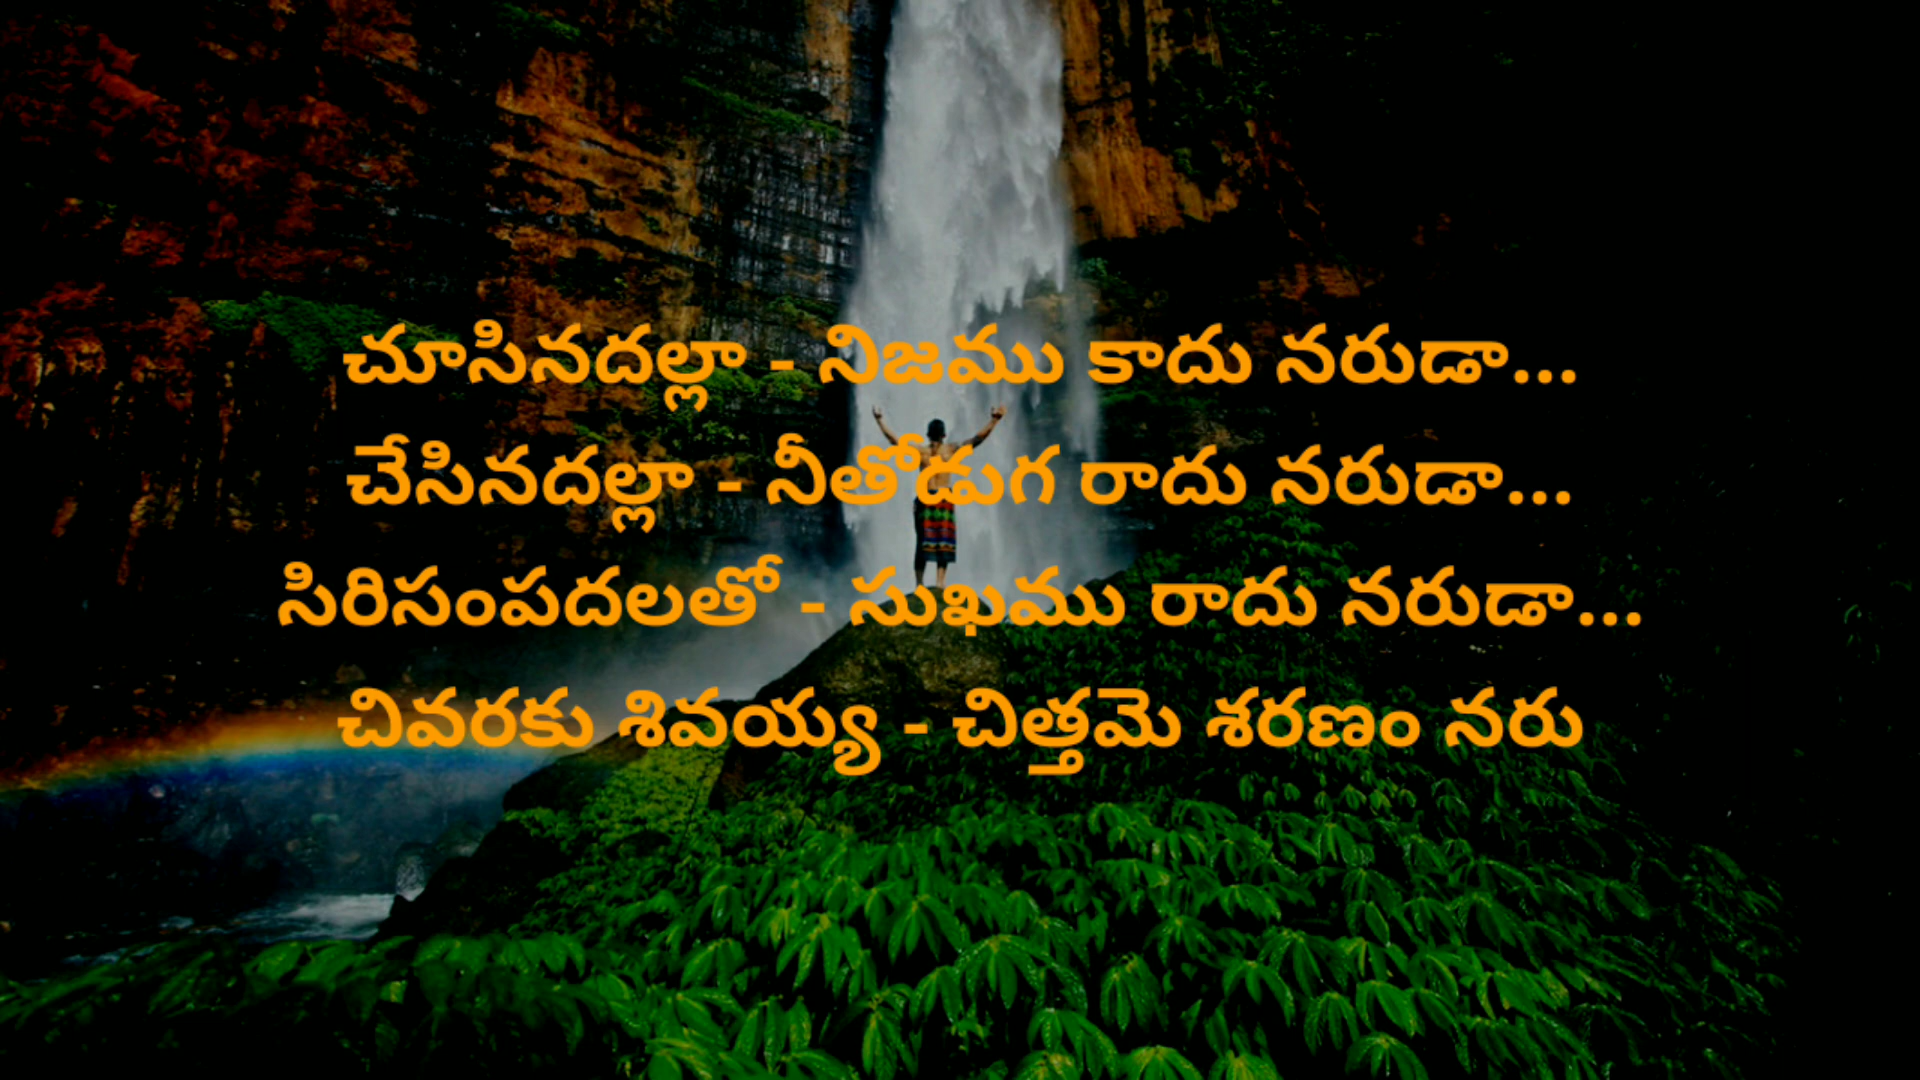 చూసినదల్లా - నిజము కాదు నరుడా...
చేసినదల్లా - నీతోడుగ రాదు నరుడా...
సిరిసంపదలతో - సుఖము రాదు నరుడా...
చివరకు శివయ్య - చిత్తమె శరణం నరు